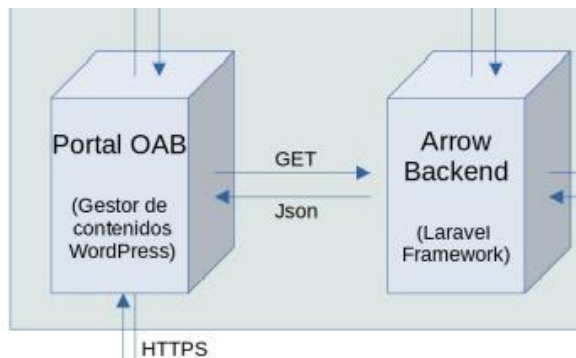 Portal OAB
(Gestor de
contenidos
WordPress)
GET
Json
Arrow
Backend
(Laravel
Framework)
HTTPS